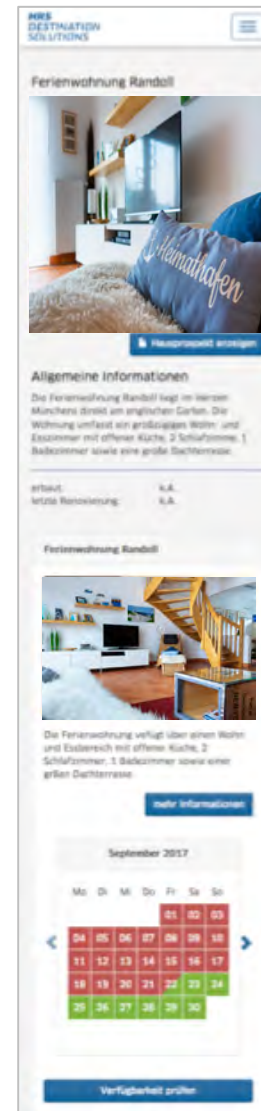 HRS
DESTINATION
SOLUTIONS
Ferienwohnung Randoll
Heimathafen
Hausprospekt anzeigen
Allgemeine Informationen
Die Ferienwohnung Randoll liegt im Herzen
Münchens direkt am englischen Garten. Die
Wohnung umfasst ein großzügiges Wohn- und
Esszimmer mit offener Küche, 2 Schlafzimmer, 1
Badezimmer sowie eine große Dachterrasse.
erbaut: k.A.
letzte Renovierung: k.A.
Ferienwohnung Randoll
Die Ferienwohnung verfügt über einen Wohn
und Essbereich mit offener Küche, 2
Schlafzimmer, 1 Badezimmer sowie einer
großen Dachterrasse.
mehr Informationen
September 2017
Mo Di Mi Do Fr Sa So
01 02 03
04 05 06 07 08 09 10
11 12 13 14 15 16 17
18 19 20 21 22 23 24
25 26 27 28 29 30
Verfügbarkeit prüfen